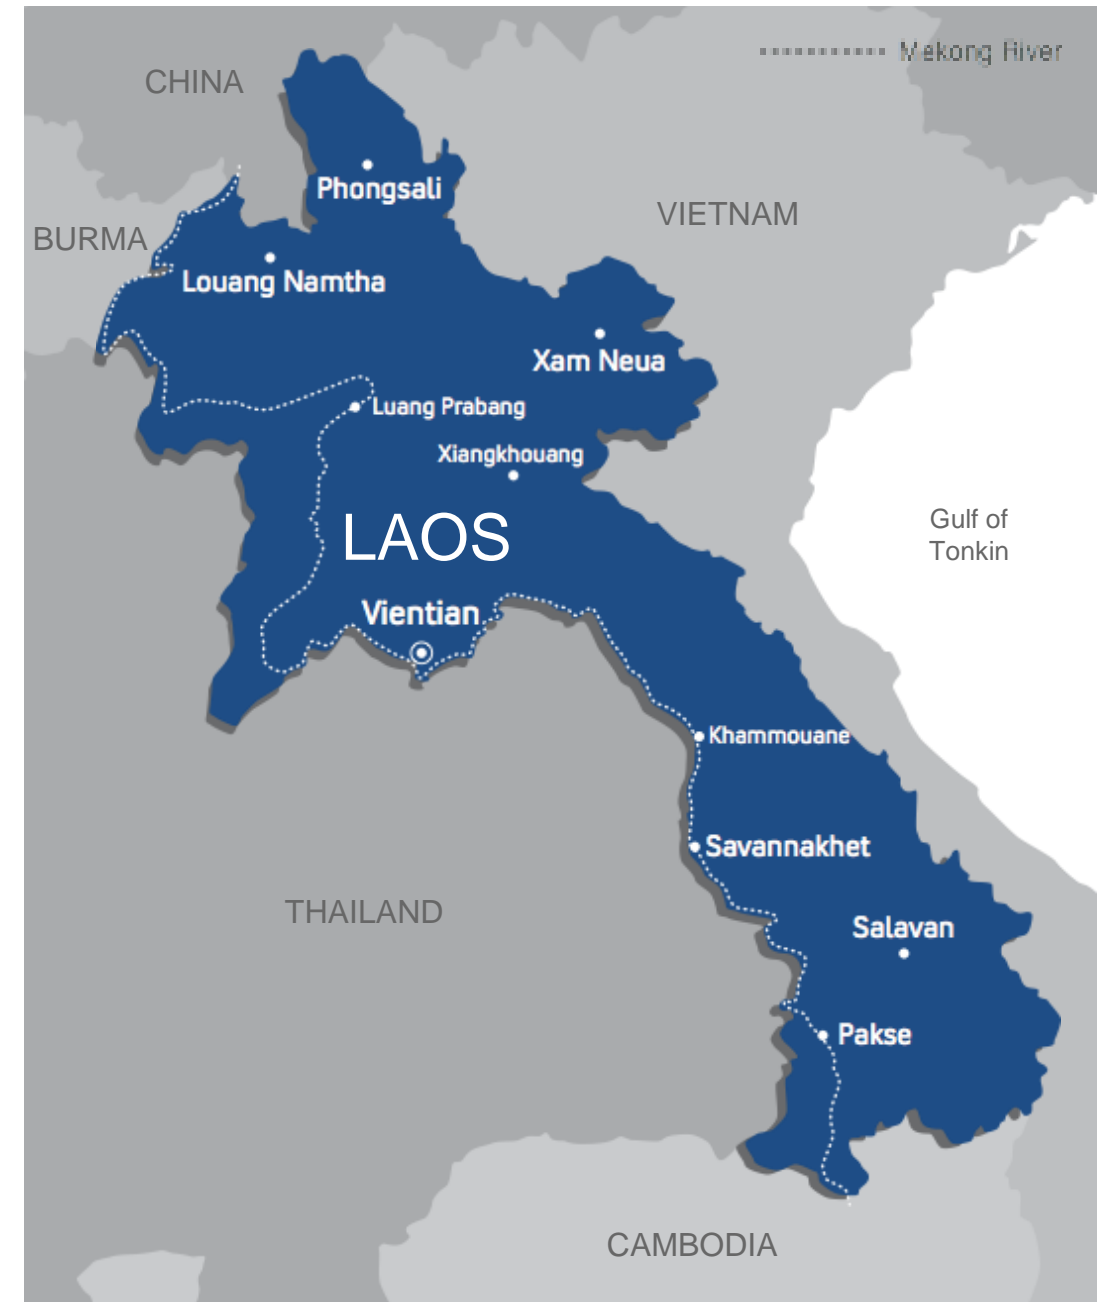 Mekong River
CHINA
Phongsali
VIETNAM
BURMA
Louang Namtha
Xam Neua
Luang Prabang
Xiangkhouang
LAOS
Gulf of
Tonkin
Vientian
Khammouane
Savannakhet
THAILAND
Salavan
Pakse
CAMBODIA